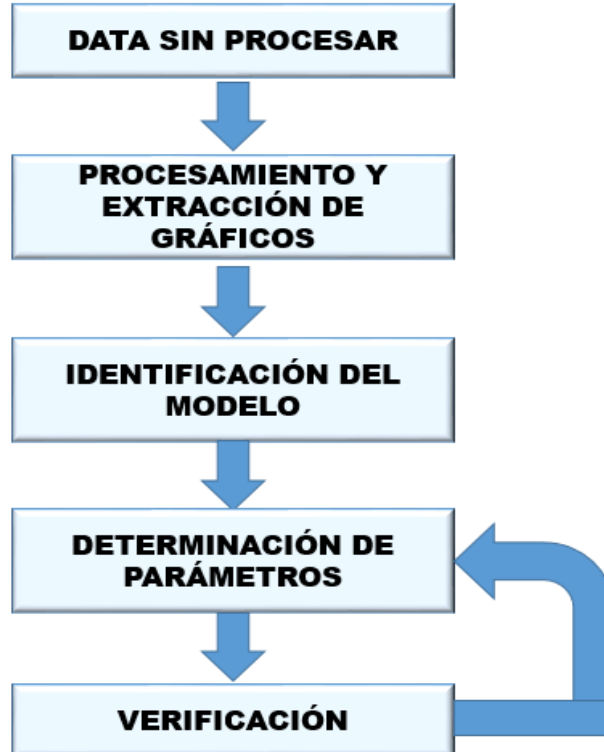 DATA SIN PROCESAR
PROCESAMIENTO Y
EXTRACCIÓN DE
GRÁFICOS
IDENTIFICACIÓN DEL
MODELO
DETERMINACIÓN DE
PARÁMETROS
VERIFICACIÓN